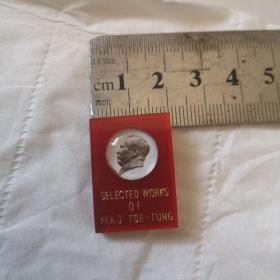 cm 1 2 3 4 5
mm
SELECTED WORKS
OF
MAO TSE-TUNG